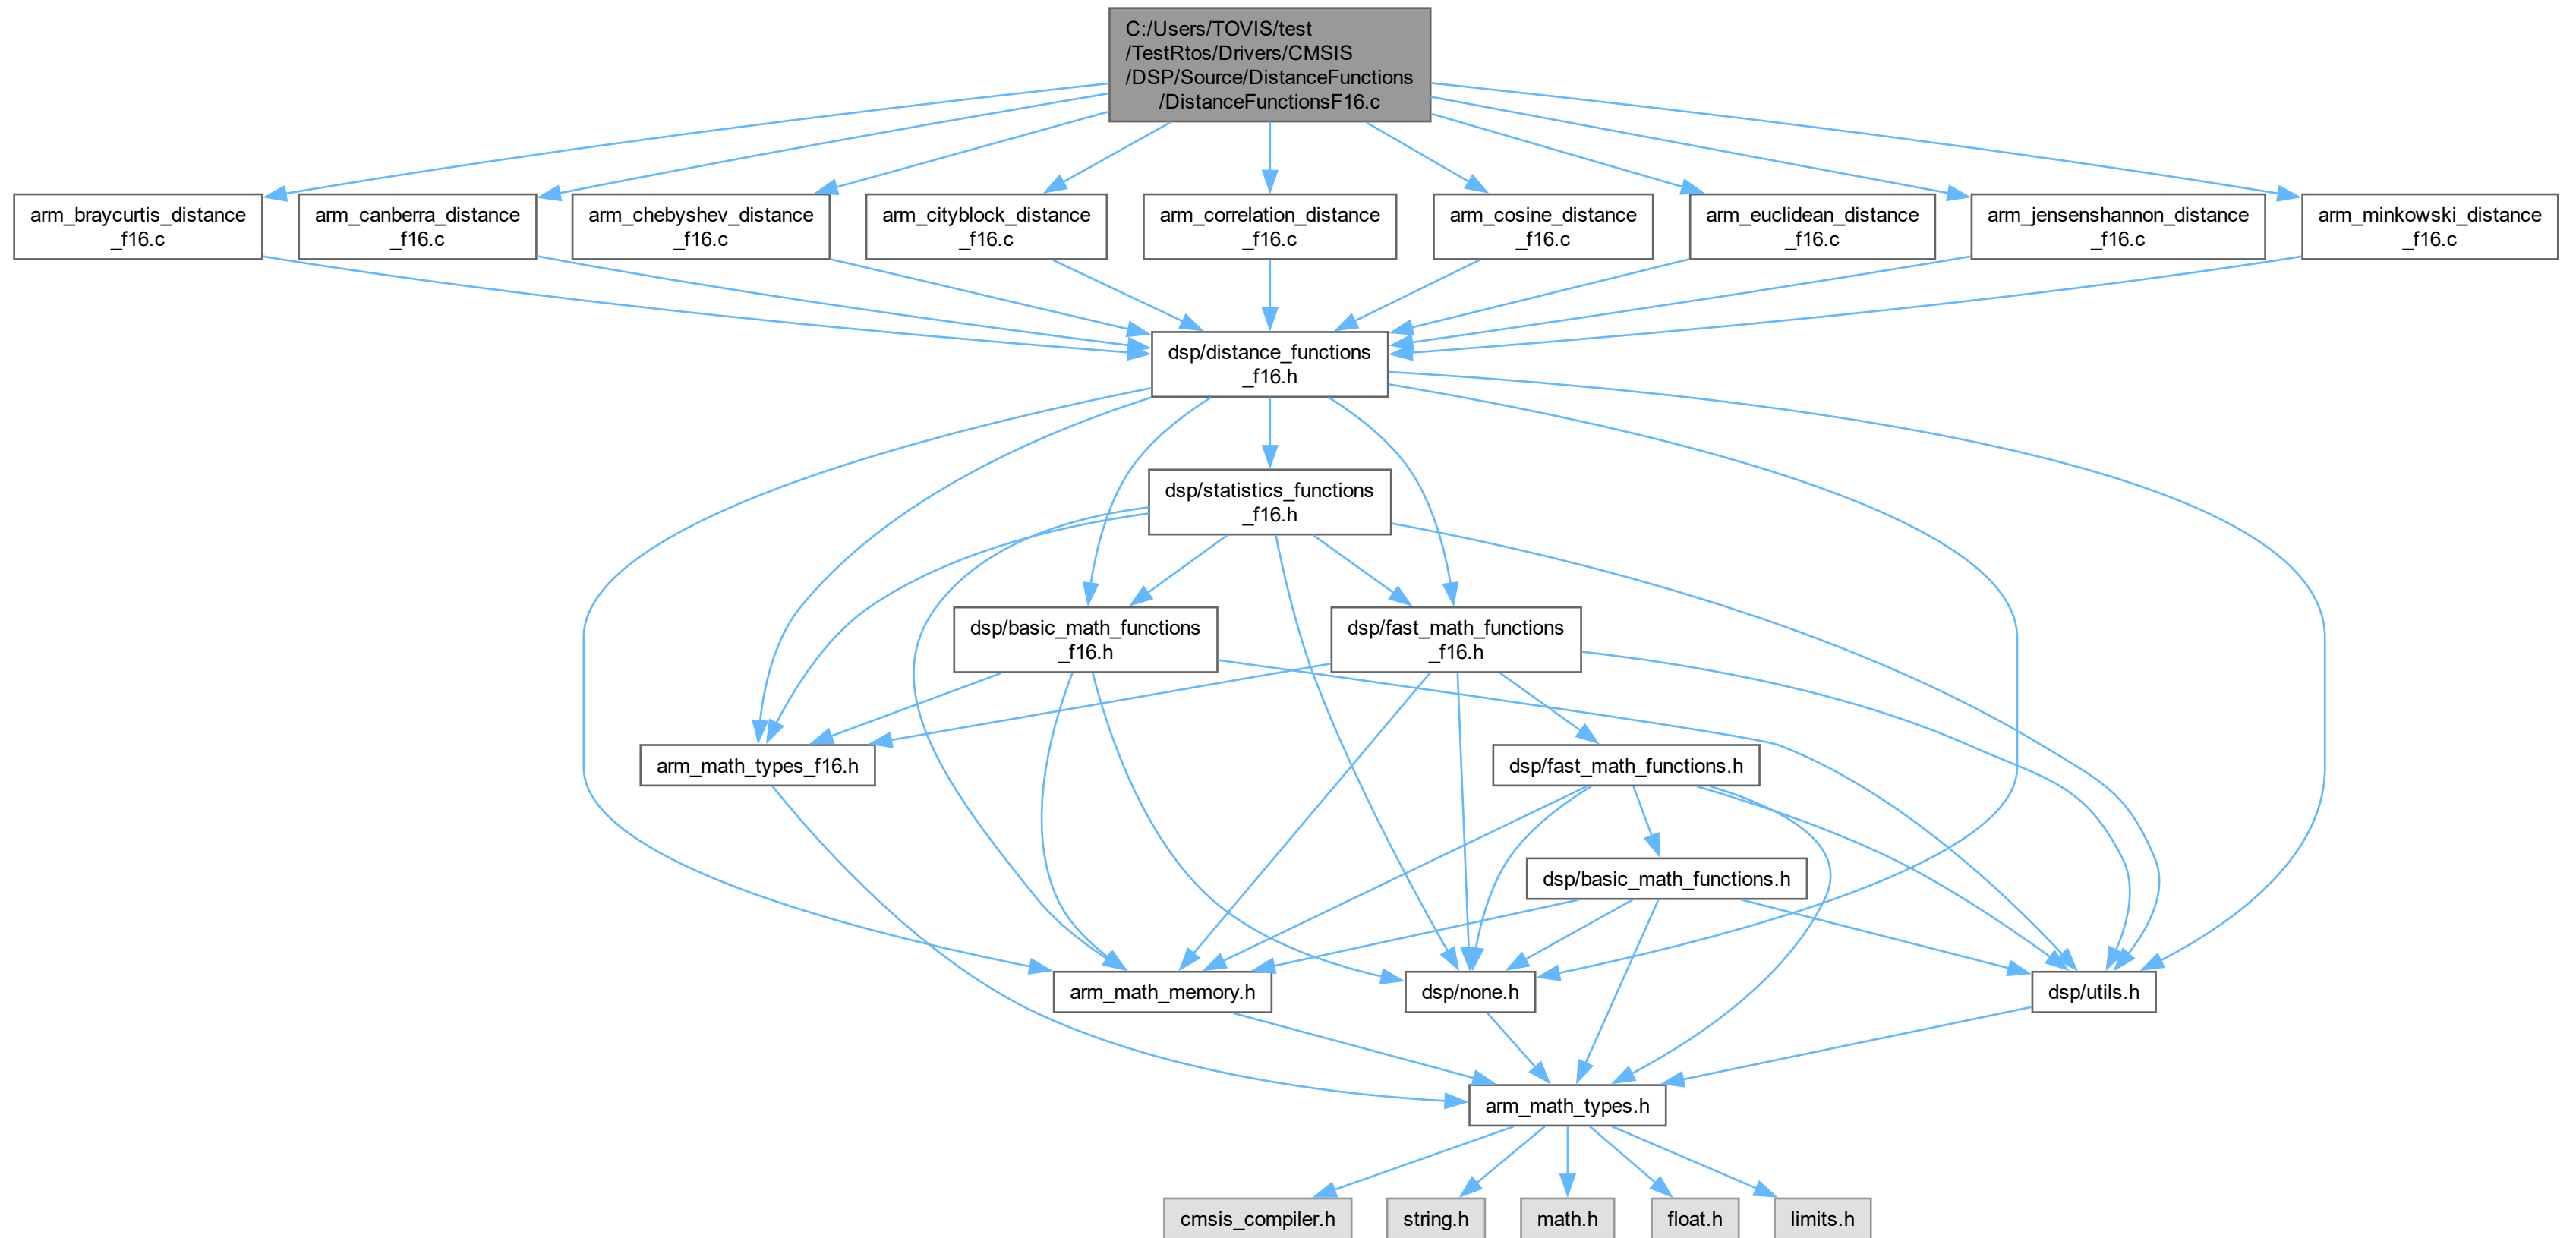 C:/Users/TOVIS/test
/TestRtos/Drivers/CMSIS
/DSP/Source/DistanceFunctions
/DistanceFunctionsF16.c
arm_braycurtis_distance
_f16.c
arm_canberra_distance
_f16.c
arm_chebyshev_distance
_f16.c
arm_cityblock_distance
_f16.c
arm_correlation_distance
_f16.c
arm_cosine_distance
_f16.c
arm_euclidean_distance
_f16.c
arm_jensenshannon_distance
_f16.c
arm_minkowski_distance
_f16.c
dsp/distance_functions
_f16.h
dsp/statistics_functions
_f16.h
dsp/basic_math_functions
_f16.h
dsp/fast_math_functions
_f16.h
arm_math_types_f16.h
dsp/fast_math_functions.h
dsp/basic_math_functions.h
arm_math_memory.h
dsp/none.h
dsp/utils.h
arm_math_types.h
cmsis_compiler.h
string.h
math.h
float.h
limits.h